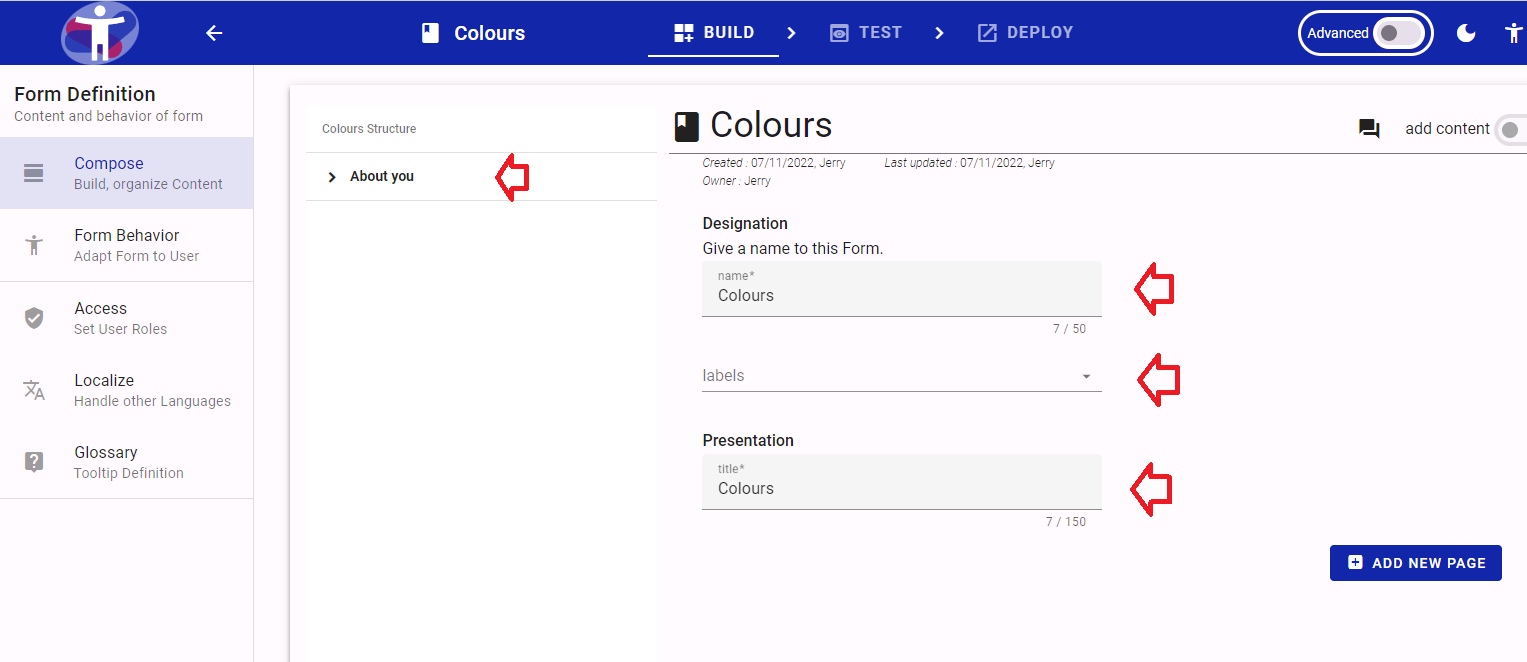 Colours
BUILD
TEST
DEPLOY
Advanced
Form Definition
Content and behavior of form
Compose
Build, organize Content
Form Behavior
Adapt Form to User
Access
Set User Roles
Localize
Handle other Languages
Glossary
Tooltip Definition
Colours Structure
About you
Colours
add content
Created : 07/11/2022, Jerry Last updated : 07/11/2022, Jerry
Owner : Jerry
Designation
Give a name to this Form.
name*
Colours
7 / 50
labels
Presentation
title*
Colours
7 / 150
ADD NEW PAGE